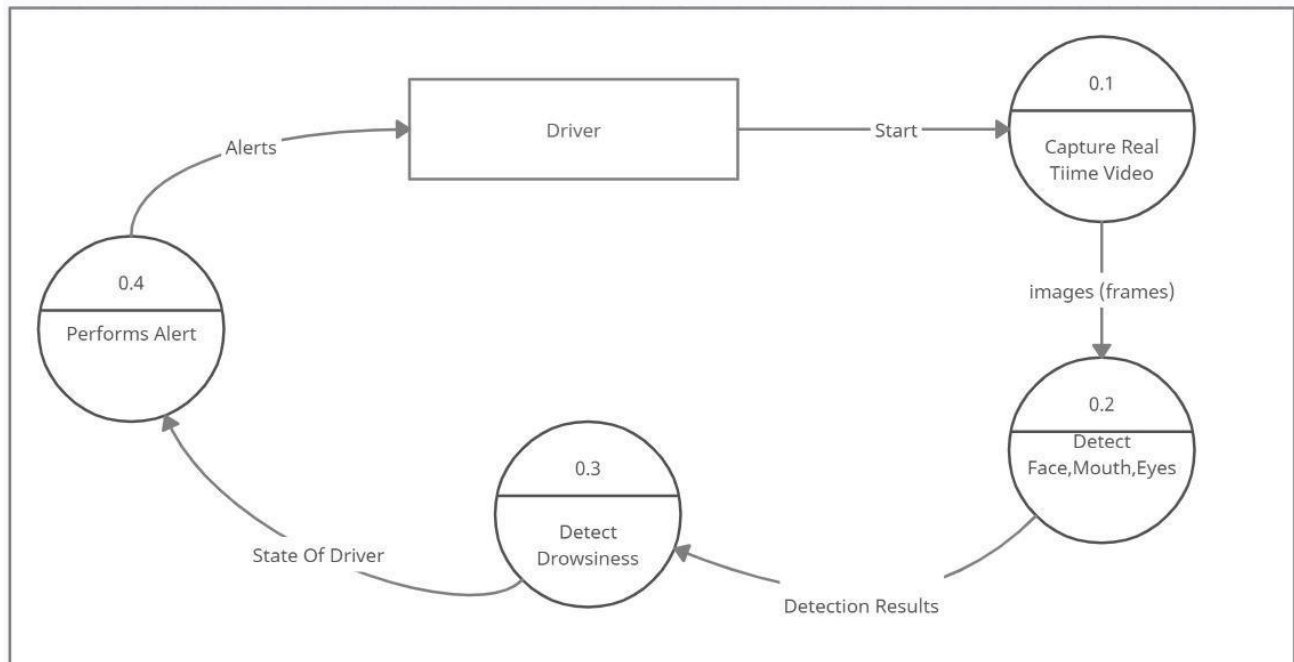 Driver
Start
0.1
Capture Real
Tiime Video
images (frames)
0.2
Detect
Face,Mouth,Eyes
Detection Results
0.3
Detect
Drowsiness
State Of Driver
0.4
Performs Alert
Alerts